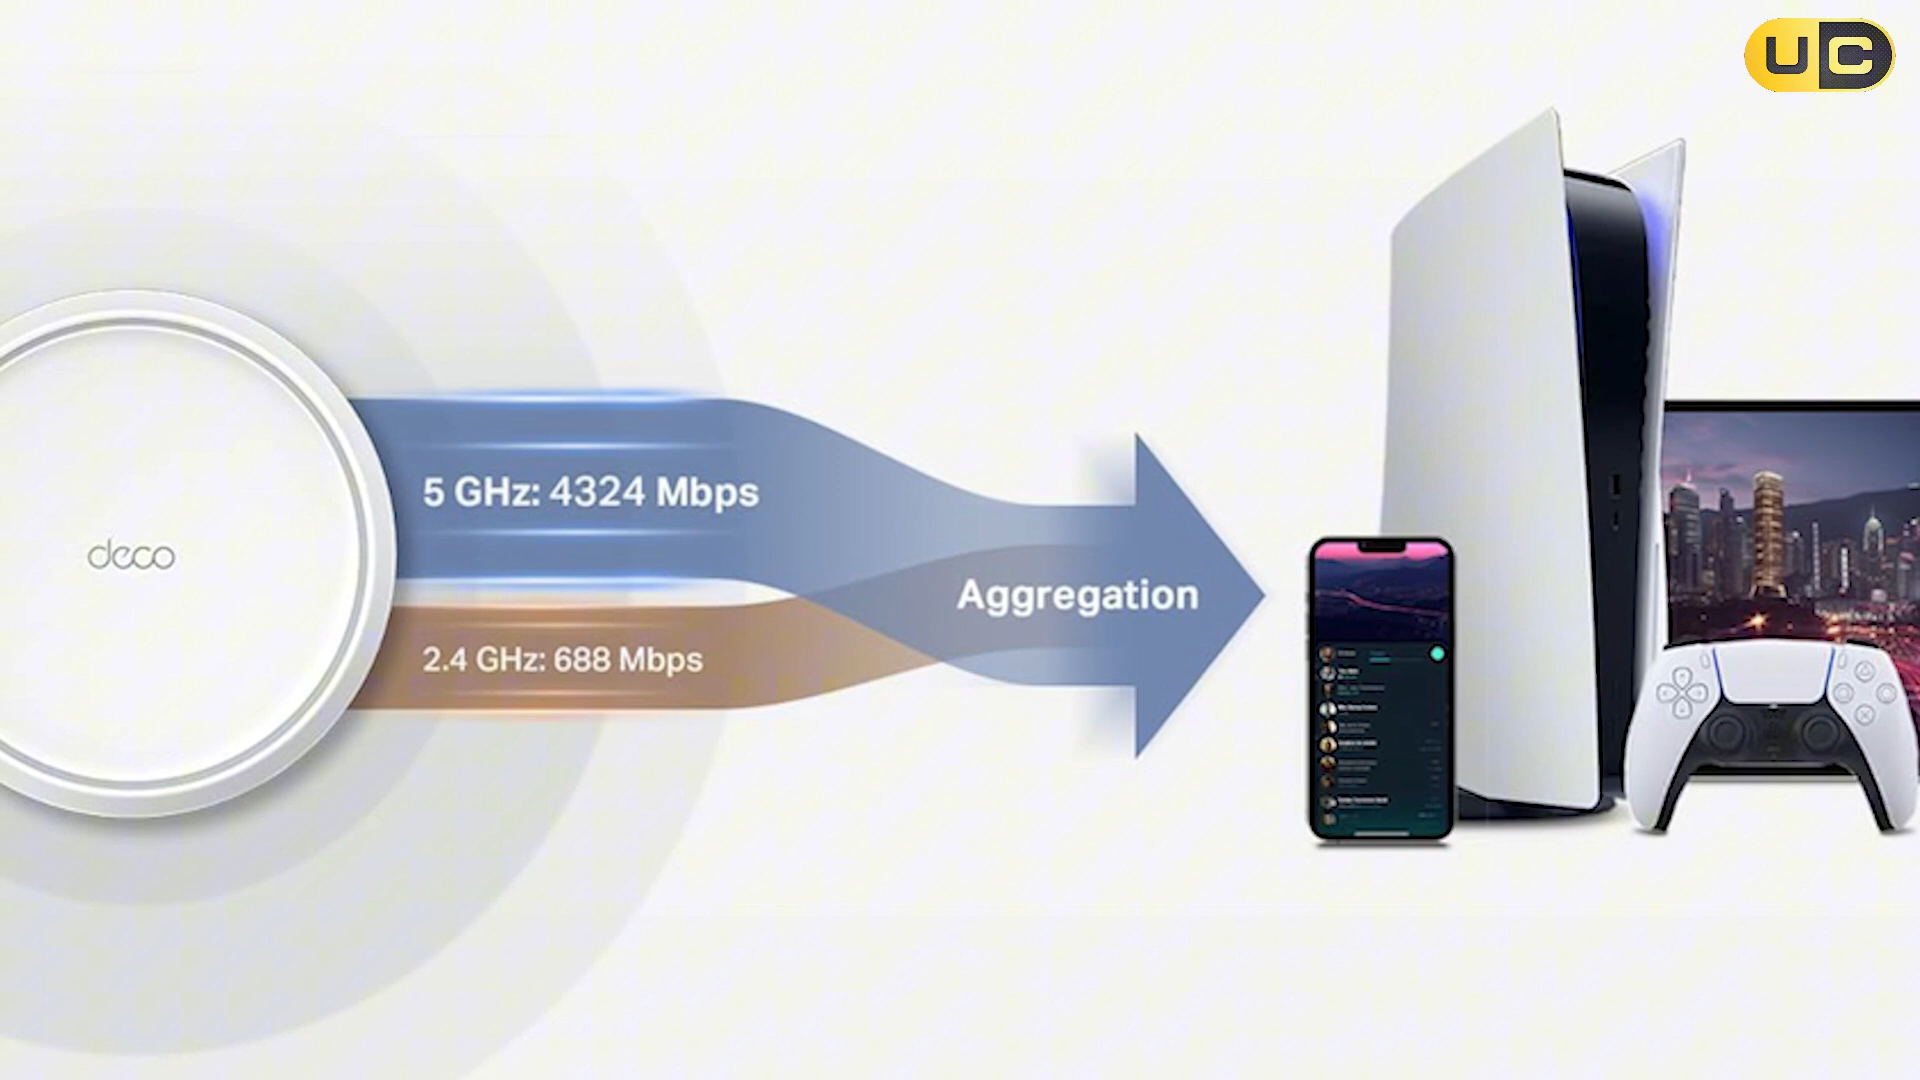 UC
deco
5 GHz: 4324 Mbps
2.4 GHz: 688 Mbps
Aggregation